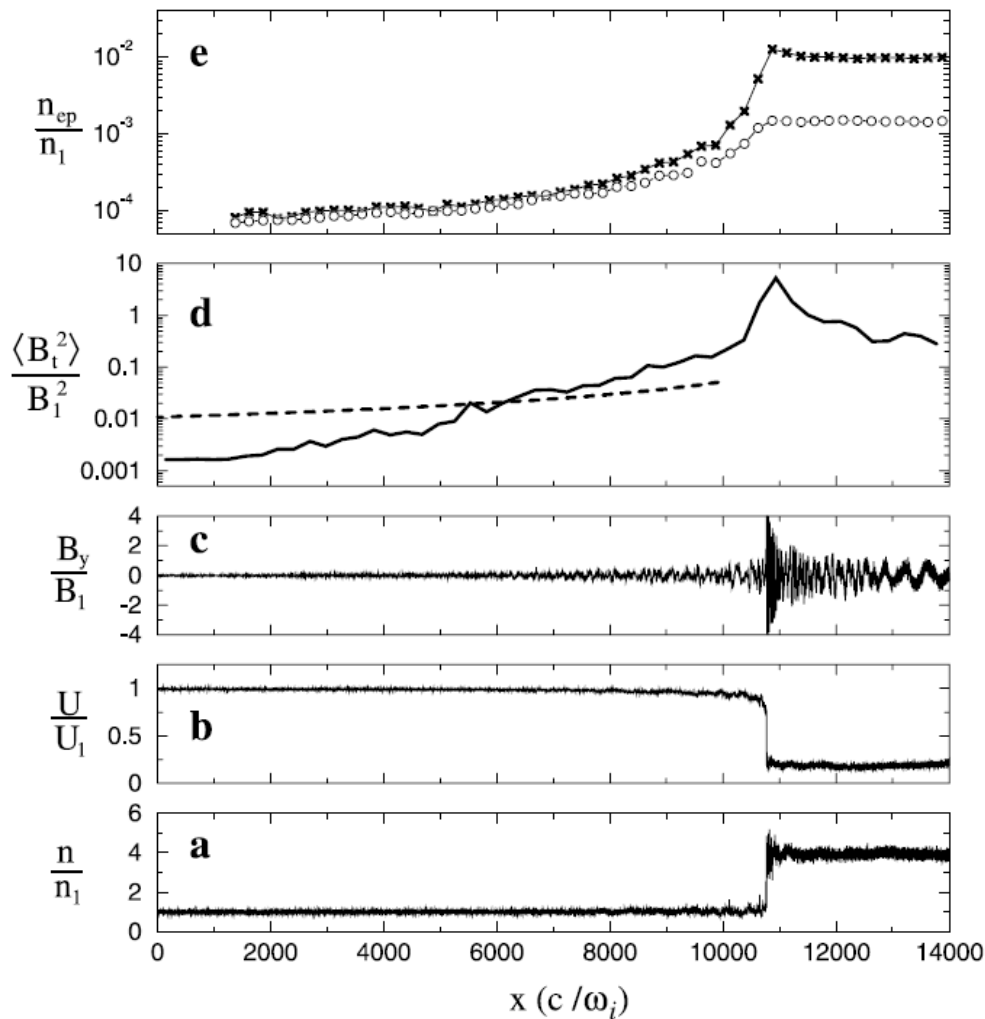 e
10^-2
10^-3
10^-4
n_ep
n_1
d
10
1
0.1
0.01
0.001
⟨B_t^2⟩
B_1^2
c
4
2
0
-2
-4
B_y
B_1
b
1
0.5
0
U
U_1
a
6
4
2
0
n
n_1
0 2000 4000 6000 8000 10000 12000 14000
x (c/ω_i)